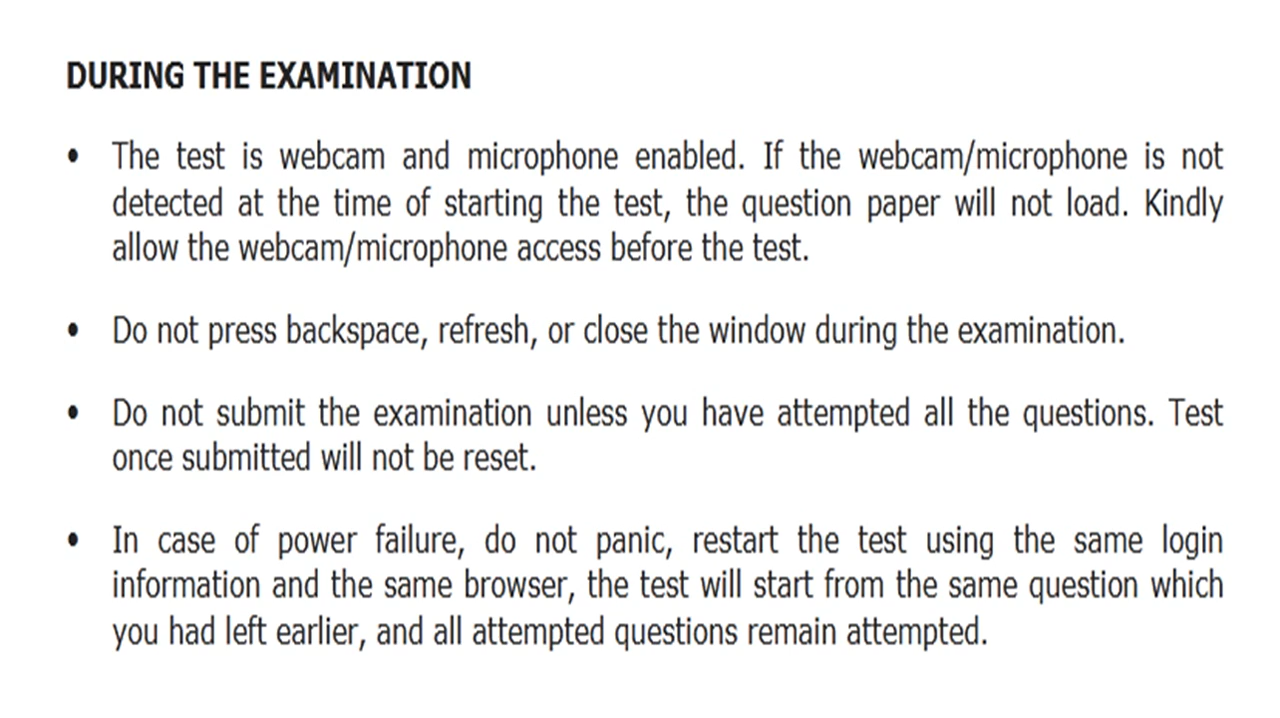 DURING THE EXAMINATION
• The test is webcam and microphone enabled. If the webcam/microphone is not
detected at the time of starting the test, the question paper will not load. Kindly
allow the webcam/microphone access before the test.
• Do not press backspace, refresh, or close the window during the examination.
• Do not submit the examination unless you have attempted all the questions. Test
once submitted will not be reset.
• In case of power failure, do not panic, restart the test using the same login
information and the same browser, the test will start from the same question which
you had left earlier, and all attempted questions remain attempted.